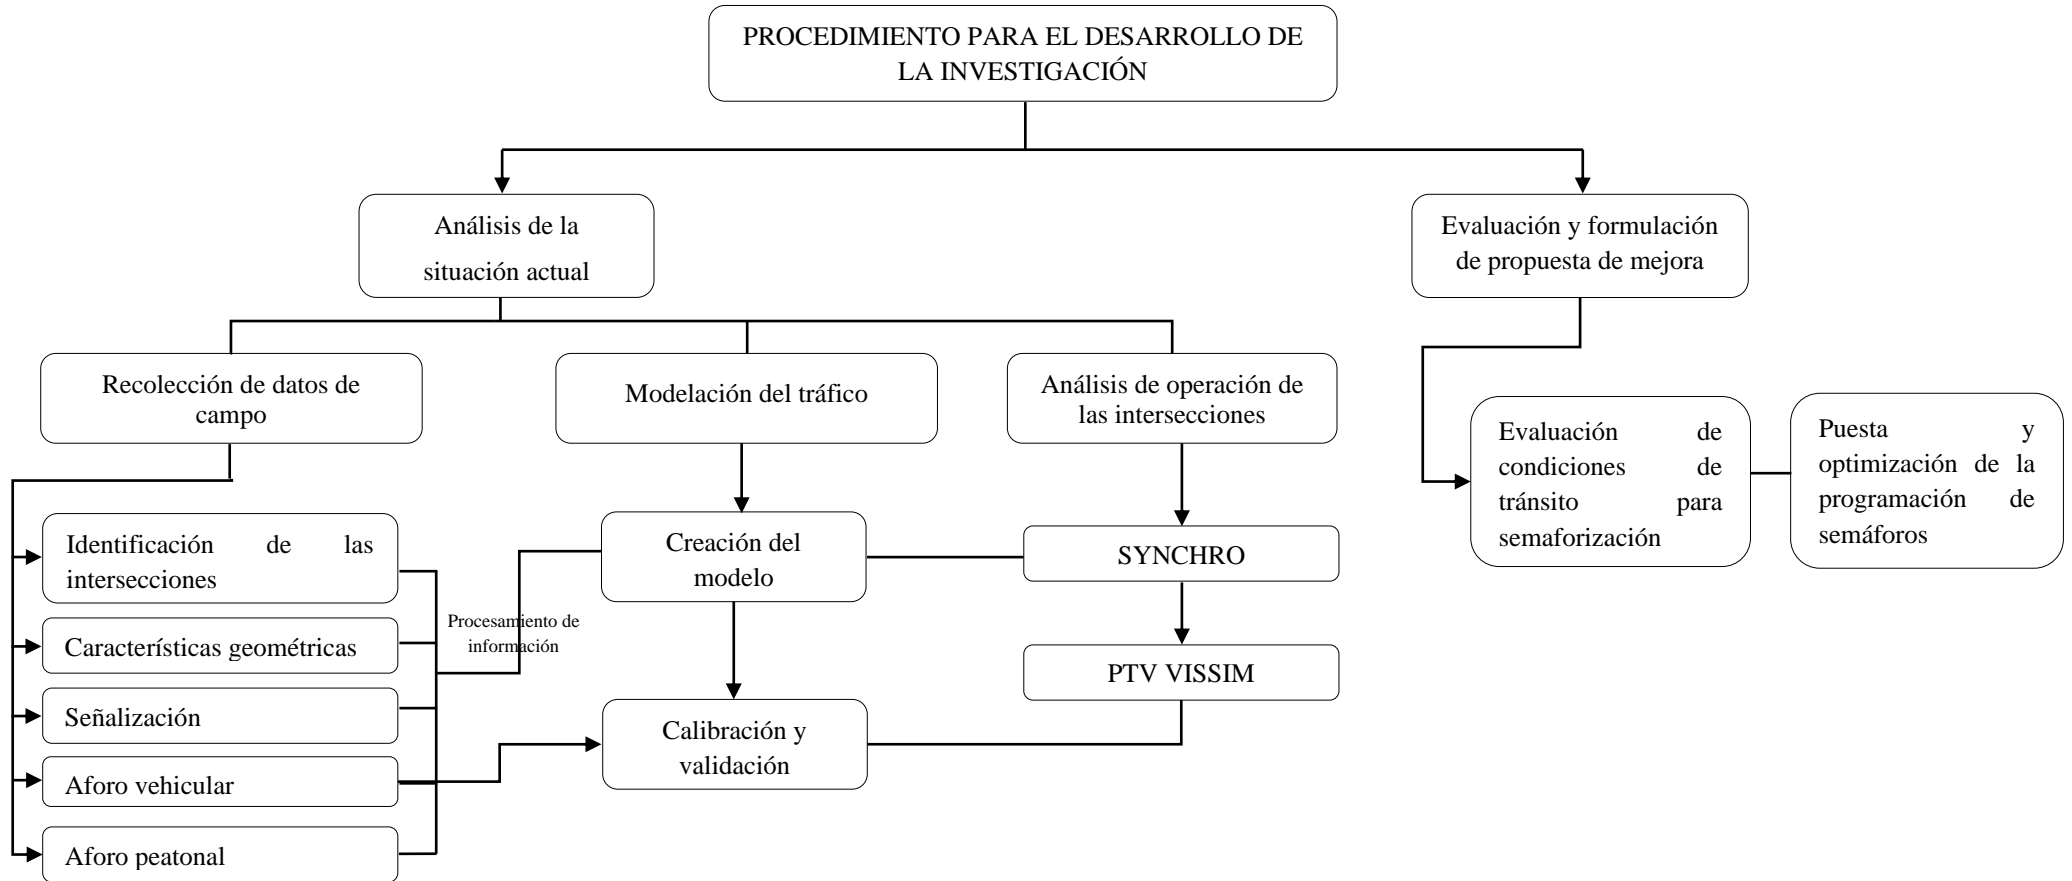 PROCEDIMIENTO PARA EL DESARROLLO DE
LA INVESTIGACIÓN
Análisis de la
situación actual
Evaluación y formulación
de propuesta de mejora
Recolección de datos de
campo
Modelación del tráfico
Análisis de operación de
las intersecciones
Evaluación de
condiciones de
tránsito para
semaforización
Puesta y
optimización de la
programación de
semáforos
Identificación de las
intersecciones
Características geométricas
Señalización
Aforo vehicular
Aforo peatonal
Procesamiento de
información
Creación del
modelo
Calibración y
validación
SYNCHRO
PTV VISSIM